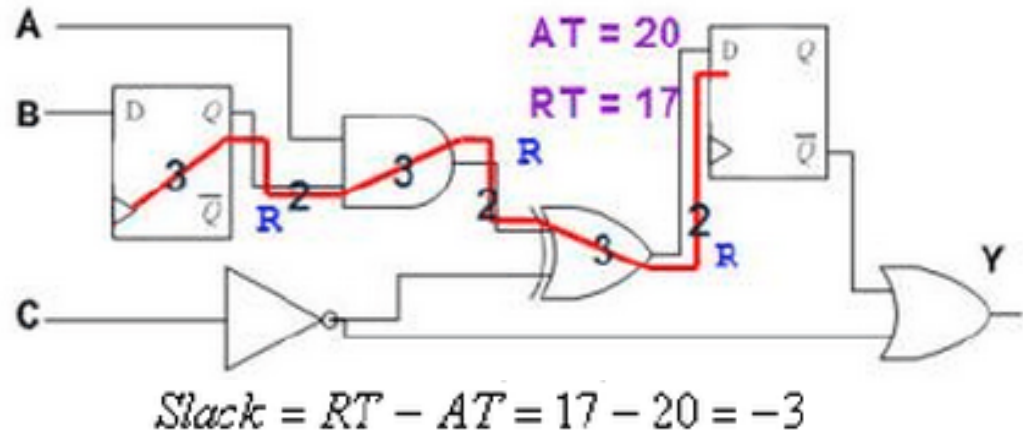 A
AT = 20
D Q
RT = 17
B
D Q
Q̅
3
2
R
3
R
2
3
2
R
Q̅
Y
C
Slack = RT − AT = 17 − 20 = −3